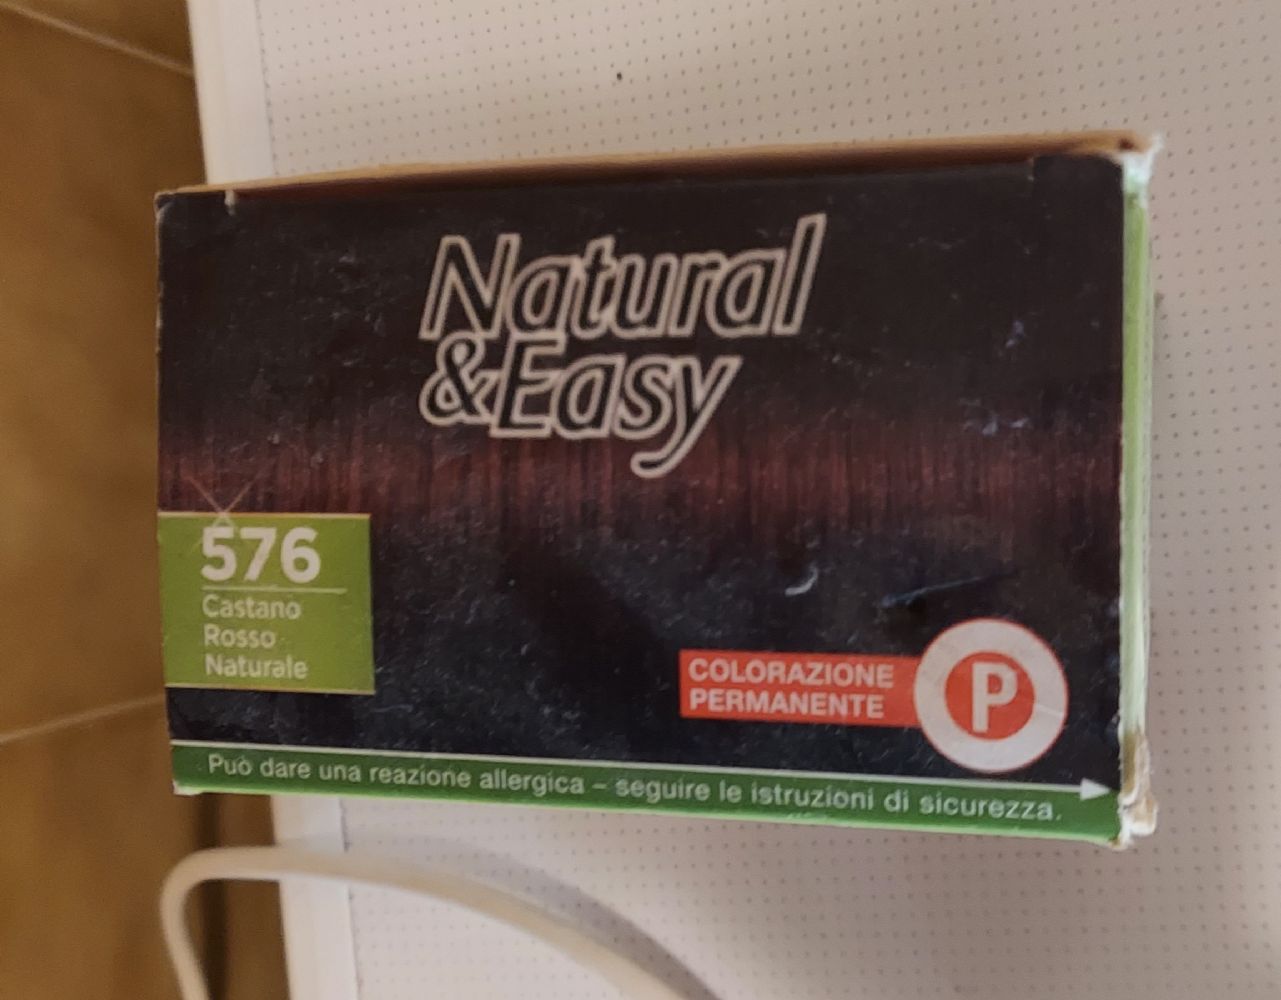 Natural
&Easy
576
Castano
Rosso
Naturale
COLORAZIONE
PERMANENTE
P
Può dare una reazione allergica – seguire le istruzioni di sicurezza.